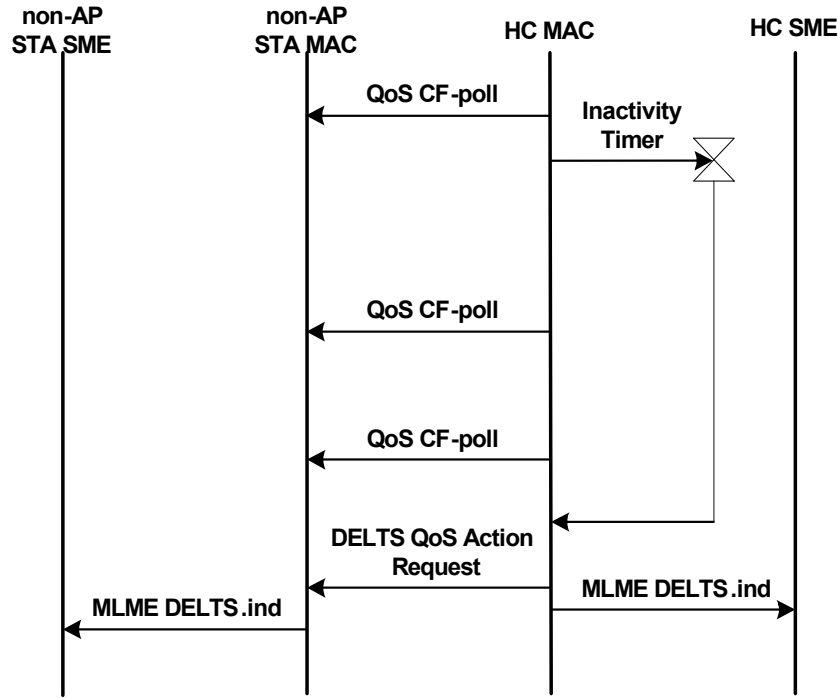 non-AP
STA SME
non-AP
STA MAC
HC MAC
HC SME
QoS CF-poll
Inactivity
Timer
QoS CF-poll
QoS CF-poll
DELTS QoS Action
Request
MLME DELTS.ind
MLME DELTS.ind